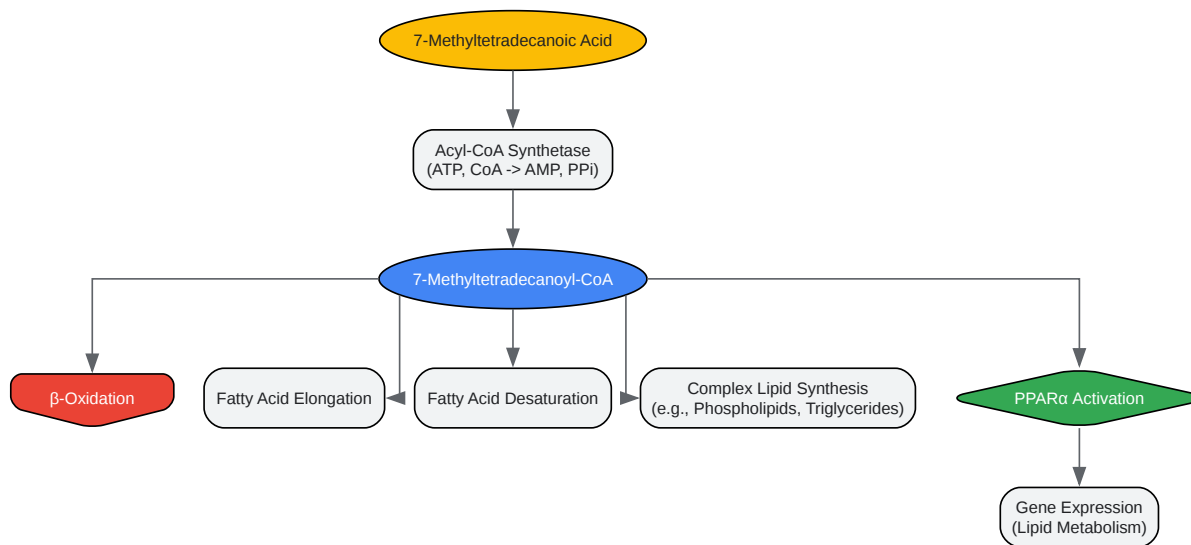 7-Methyltetradecanoic Acid
Acyl-CoA Synthetase
(ATP, CoA -> AMP, PPi)
7-Methyltetradecanoyl-CoA
β-Oxidation
Fatty Acid Elongation
Fatty Acid Desaturation
Complex Lipid Synthesis
(e.g., Phospholipids, Triglycerides)
PPARα Activation
Gene Expression
(Lipid Metabolism)